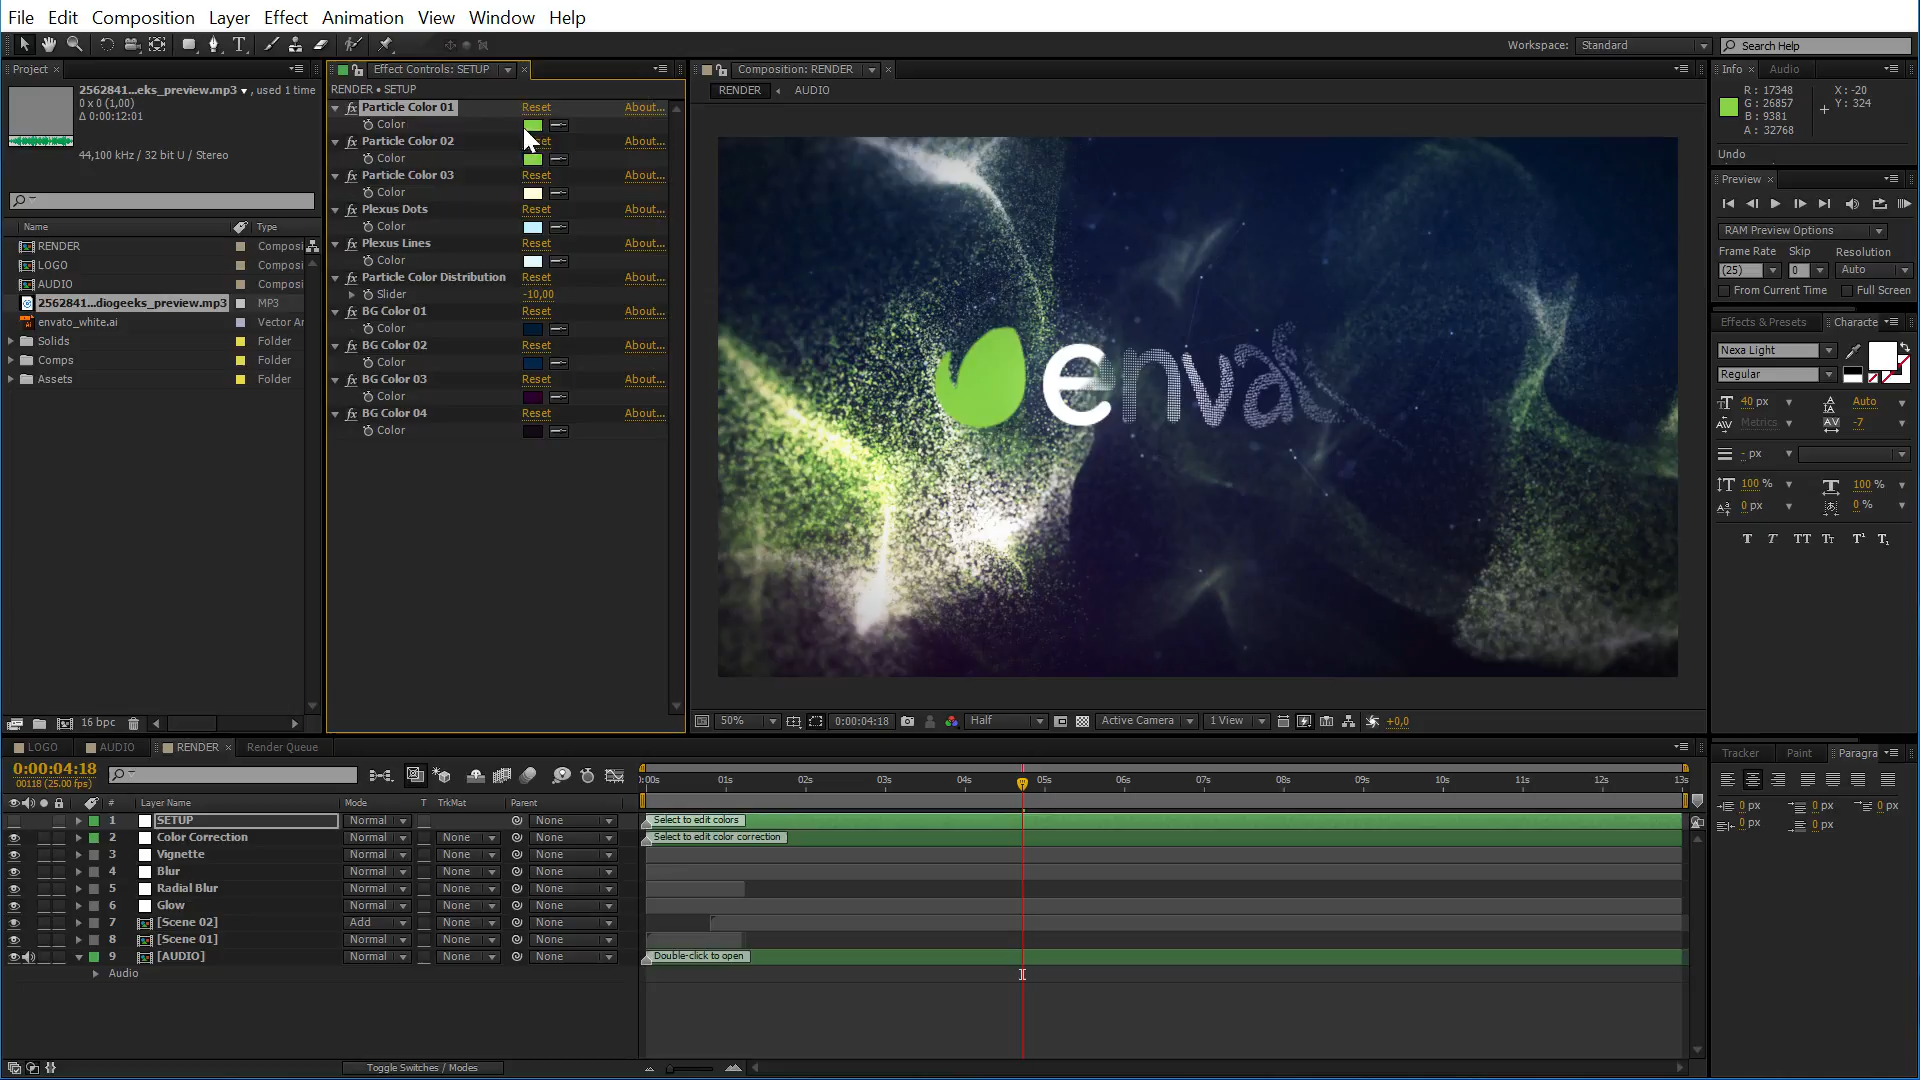 File Edit Composition Layer Effect Animation View Window Help
Workspace: Standard
Search Help
Project
2562841...eks_preview.mp3 , used 1 time
0 x 0 (1,00)
Δ 0:00:12:01
44,100 kHz / 32 bit U / Stereo
Name Type
RENDER Composi
LOGO Composi
AUDIO Composi
2562841...diogeeks_preview.mp3 MP3
envato_white.ai Vector Ar
Solids Folder
Comps Folder
Assets Folder
16 bpc
Effect Controls: SETUP
RENDER • SETUP
Particle Color 01 Reset About...
Color
Particle Color 02 About...
Color
Particle Color 03 Reset About...
Color
Plexus Dots Reset About...
Color
Plexus Lines Reset About...
Color
Particle Color Distribution Reset About...
Slider -10,00
BG Color 01 Reset About...
Color
BG Color 02 Reset About...
Color
BG Color 03 Reset About...
Color
BG Color 04 Reset About...
Color
Composition: RENDER
RENDER AUDIO
enva
50% 0:00:04:18 Half Active Camera 1 View +0,0
Info Audio
R : 17348 X : -20
G : 26857 Y : 324
B : 9381
A : 32768
Undo
Preview
RAM Preview Options
Frame Rate Skip Resolution
(25) 0 Auto
From Current Time Full Screen
Effects & Presets Characte
Nexa Light
Regular
40 px Auto
Metrics -7
- px
100 % 100 %
0 px 0 %
T T TT Tt T¹ T₁
Tracker Paint Paragra
0 px 0 px 0 px
0 px 0 px
LOGO AUDIO RENDER Render Queue
0:00:04:18
00118 (25.00 fps)
# Layer Name Mode T TrkMat Parent
1 SETUP Normal None
2 Color Correction Normal None None
3 Vignette Normal None None
4 Blur Normal None None
5 Radial Blur Normal None None
6 Glow Normal None None
7 [Scene 02] Add None None
8 [Scene 01] Normal None None
9 [AUDIO] Normal None None
Audio
Toggle Switches / Modes
:00s 01s 02s 03s 04s 05s 06s 07s 08s 09s 10s 11s 12s 13s
Select to edit colors
Select to edit color correction
Double-click to open